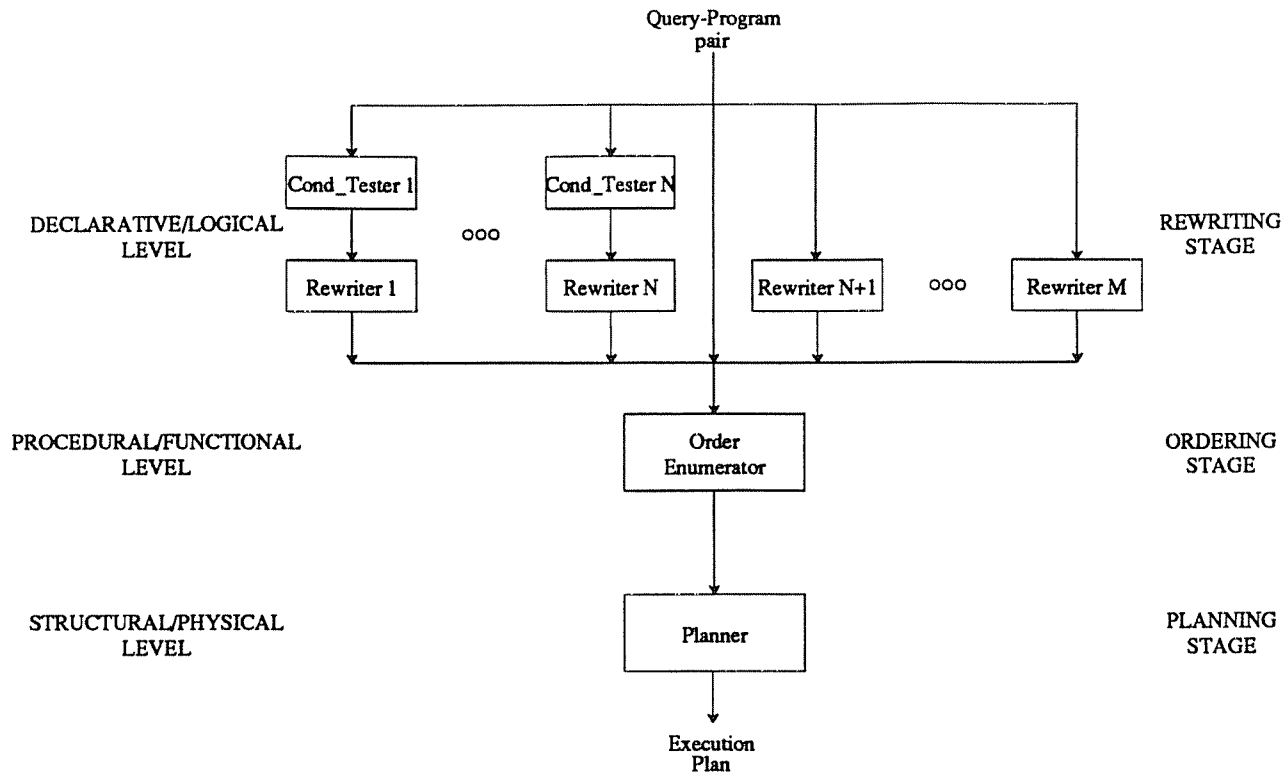 Query-Program
pair
Cond_Tester 1
Cond_Tester N
DECLARATIVE/LOGICAL
LEVEL
ooo
REWRITING
STAGE
Rewriter 1
Rewriter N
Rewriter N+1
ooo
Rewriter M
PROCEDURAL/FUNCTIONAL
LEVEL
Order
Enumerator
ORDERING
STAGE
STRUCTURAL/PHYSICAL
LEVEL
Planner
PLANNING
STAGE
Execution
Plan